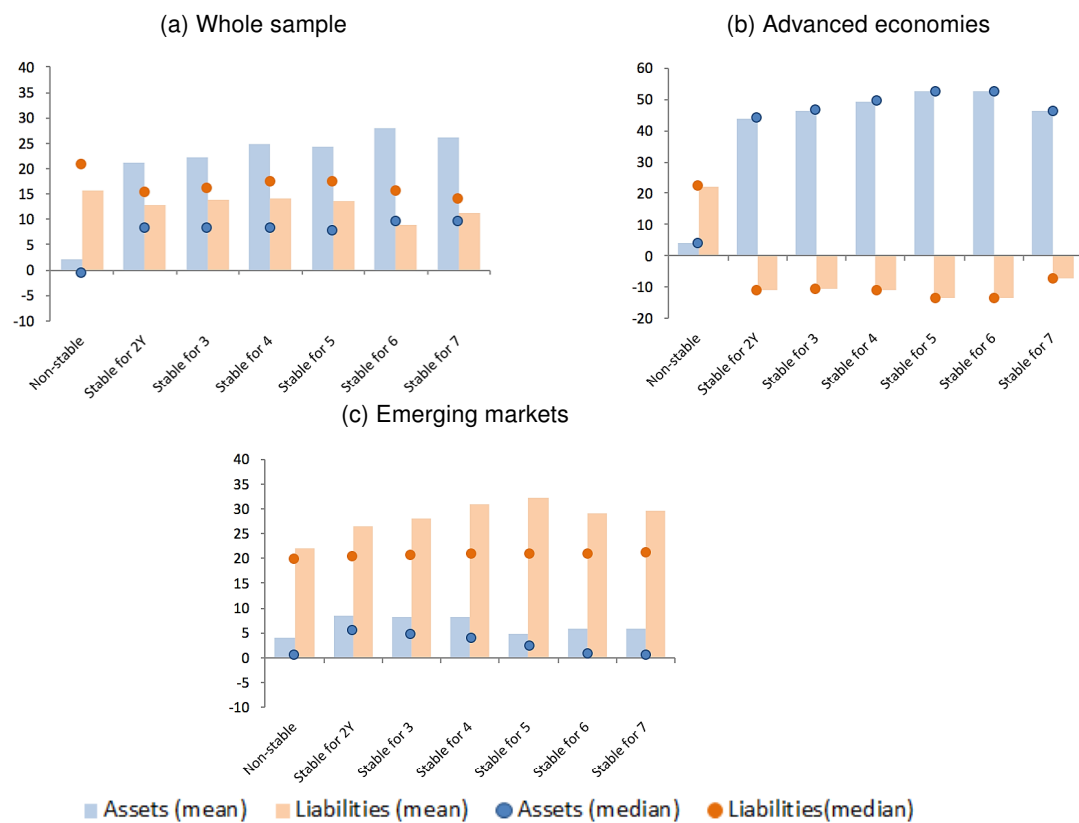 (a) Whole sample
40
35
30
25
20
15
10
5
0
-5
-10
Non-stable
Stable for 2Y
Stable for 3
Stable for 4
Stable for 5
Stable for 6
Stable for 7
(b) Advanced economies
60
50
40
30
20
10
0
-10
-20
Non-stable
Stable for 2Y
Stable for 3
Stable for 4
Stable for 5
Stable for 6
Stable for 7
(c) Emerging markets
40
35
30
25
20
15
10
5
0
-5
-10
Non-stable
Stable for 2Y
Stable for 3
Stable for 4
Stable for 5
Stable for 6
Stable for 7
Assets (mean) Liabilities (mean) Assets (median) Liabilities(median)